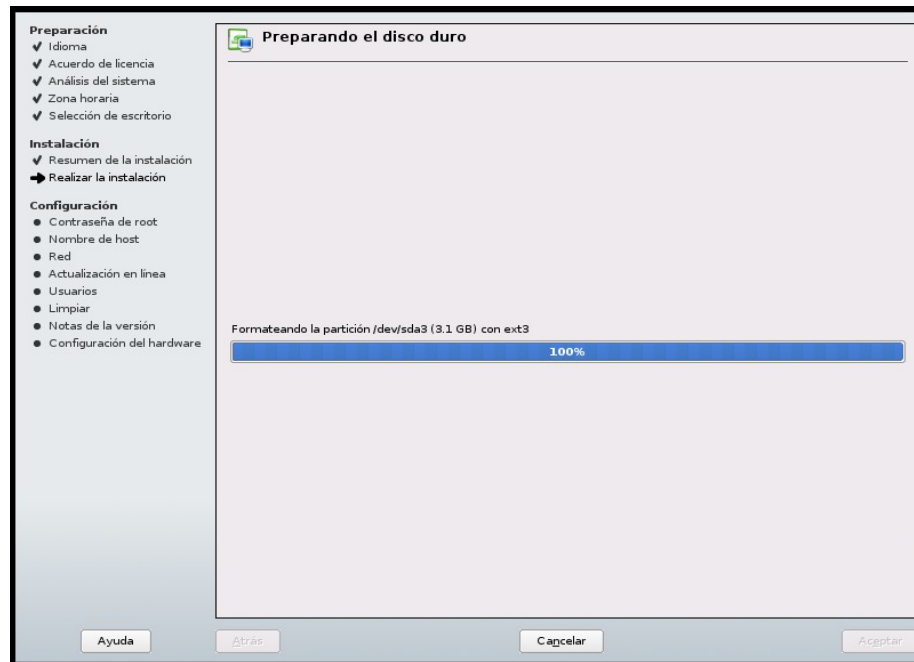 Preparación
Idioma
Acuerdo de licencia
Análisis del sistema
Zona horaria
Selección de escritorio
Instalación
Resumen de la instalación
Realizar la instalación
Configuración
Contraseña de root
Nombre de host
Red
Actualización en línea
Usuarios
Limpiar
Notas de la versión
Configuración del hardware
Preparando el disco duro
Formateando la partición /dev/sda3 (3.1 GB) con ext3
100%
Ayuda
Atrás
Cancelar
Aceptar